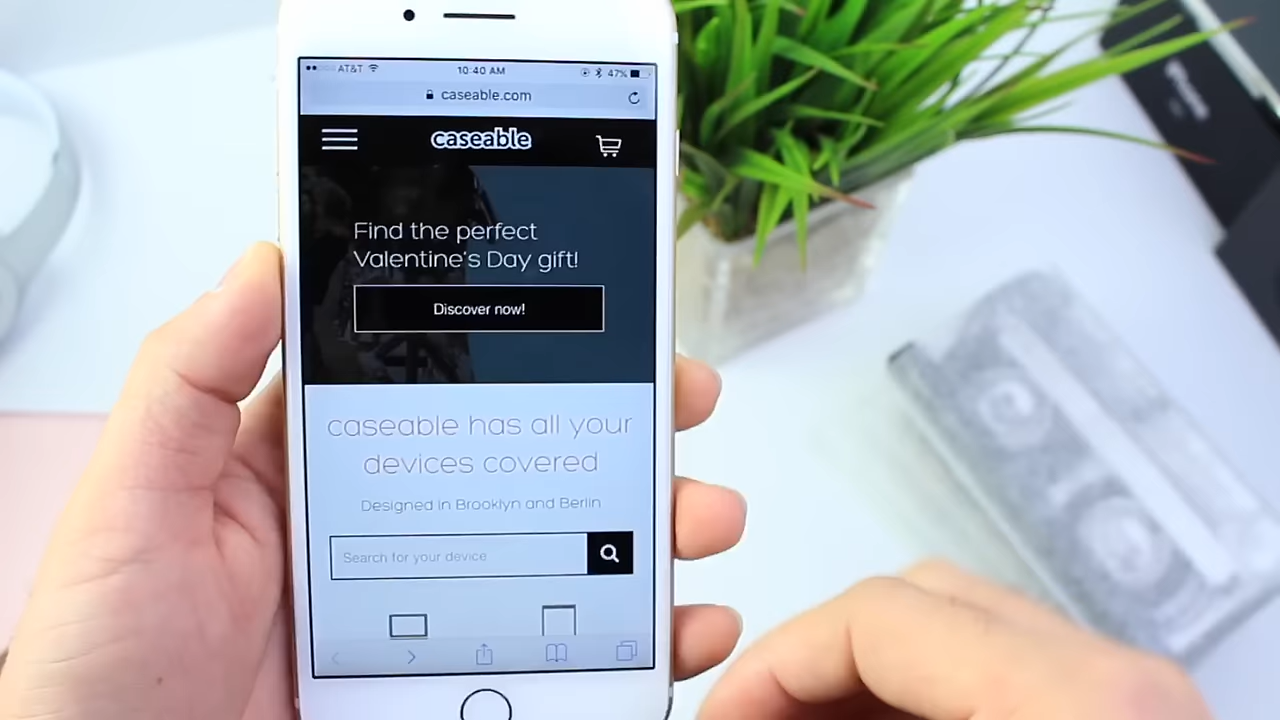 AT&T 10:40 AM 47%
caseable.com
caseable
Find the perfect
Valentine's Day gift!
Discover now!
caseable has all your
devices covered
Designed in Brooklyn and Berlin
Search for your device